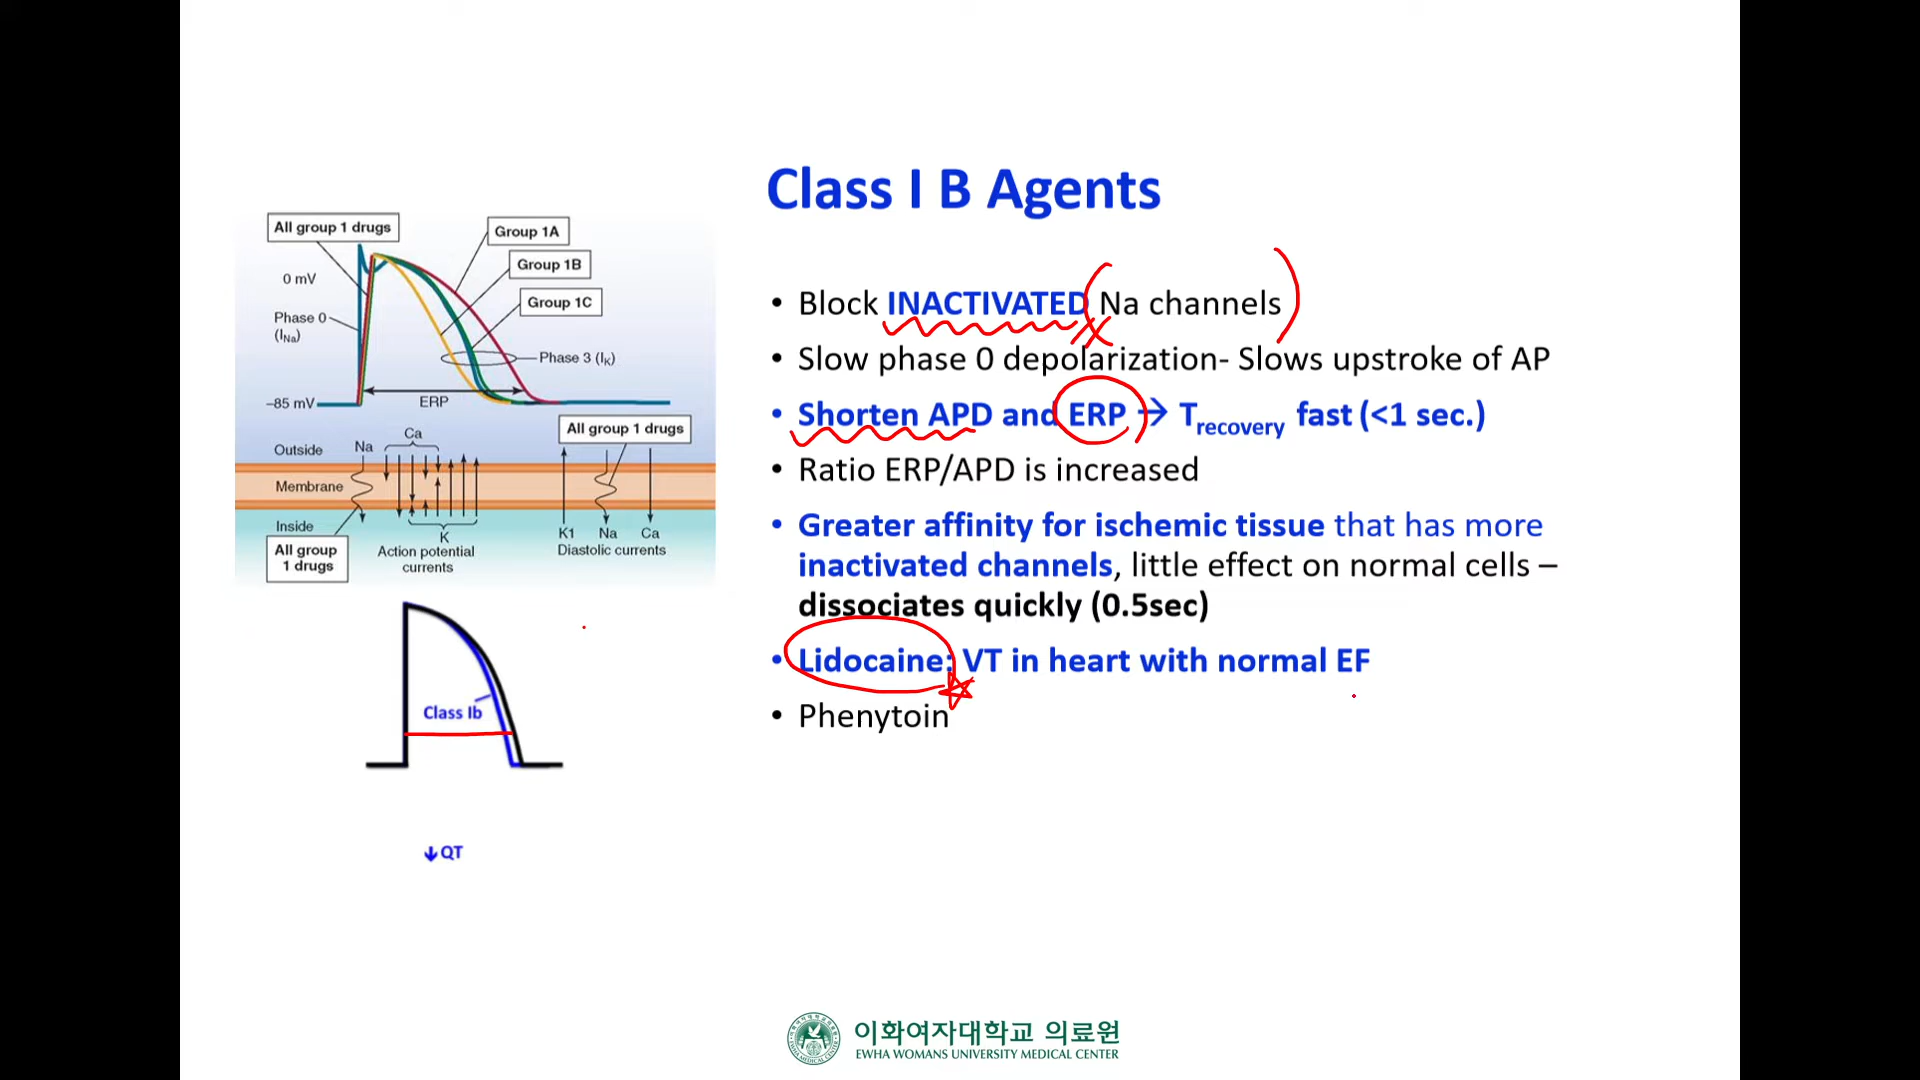 Class I B Agents
All group 1 drugs
Group 1A
Group 1B
Group 1C
0 mV
Phase 0
(INa)
Phase 3 (IK)
−85 mV
ERP
Outside
Na
Ca
All group 1 drugs
Membrane
Inside
K
K1
Na
Ca
All group
1 drugs
Action potential
currents
Diastolic currents
Class Ib
↓QT
• Block INACTIVATED Na channels
• Slow phase 0 depolarization- Slows upstroke of AP
• Shorten APD and ERP → Trecovery fast (<1 sec.)
• Ratio ERP/APD is increased
• Greater affinity for ischemic tissue that has more
inactivated channels, little effect on normal cells –
dissociates quickly (0.5sec)
• Lidocaine: VT in heart with normal EF
• Phenytoin
이화여자대학교 의료원
EWHA WOMANS UNIVERSITY MEDICAL CENTER